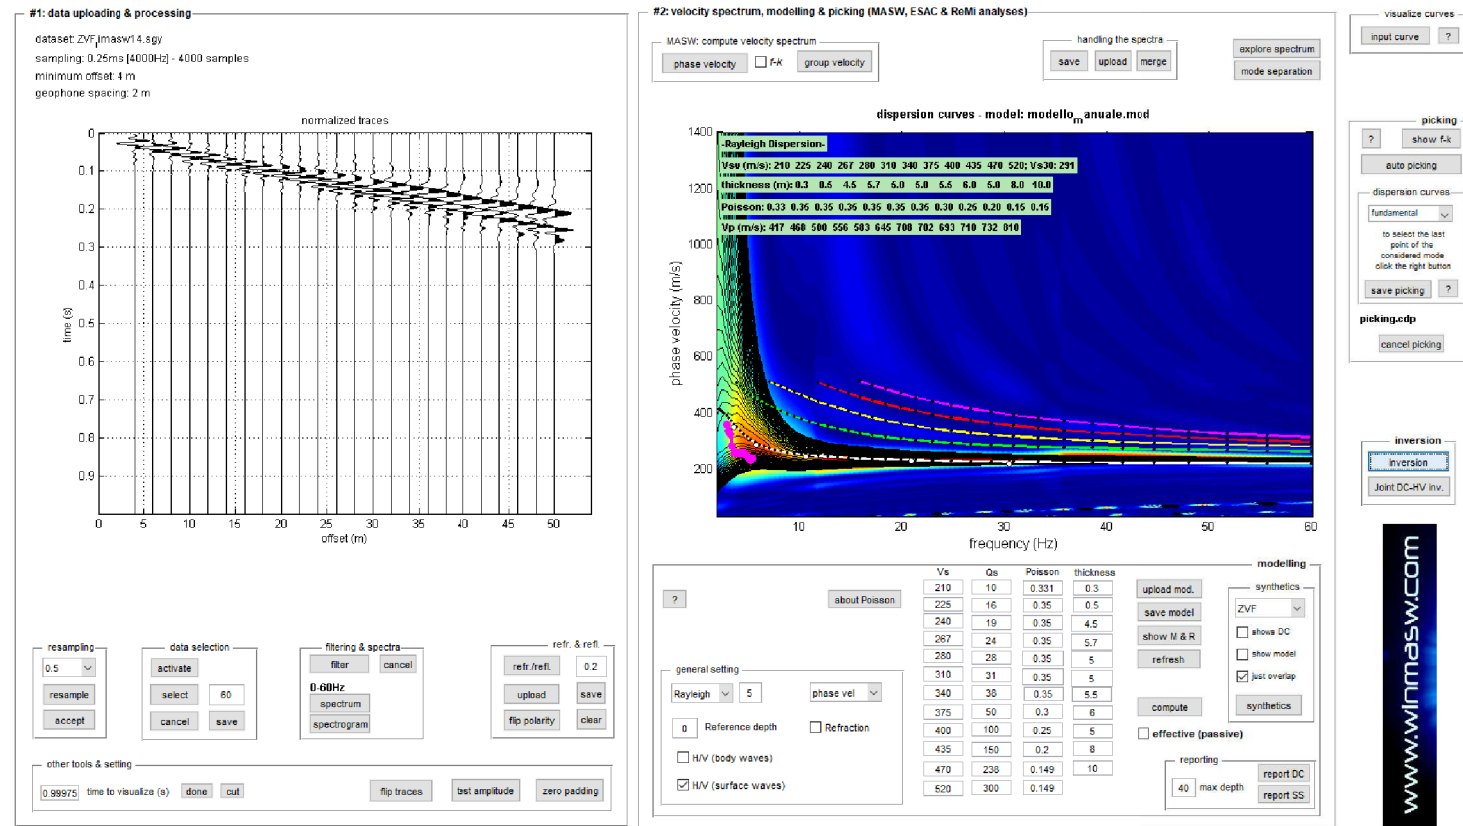 #1: data uploading & processing
dataset: ZVF_imasw14.sgy
sampling: 0.25ms [4000Hz] - 4000 samples
minimum offset: 4 m
geophone spacing: 2 m
normalized traces
0
0.1
0.2
0.3
0.4
0.5
0.6
0.7
0.8
0.9
time (s)
0 5 10 15 20 25 30 35 40 45 50
offset (m)
resampling
0.5
resample
accept
data selection
activate
select 60
cancel save
filtering & spectra
filter cancel
0-60Hz
spectrum
spectrogram
refr. & refl.
refr./refl. 0.2
upload save
flip polarity clear
other tools & setting
0.99975 time to visualize (s) done cut flip traces test amplitude zero padding
#2: velocity spectrum, modelling & picking (MASW, ESAC & ReMi analyses)
MASW: compute velocity spectrum
phase velocity f-k group velocity
handling the spectra
save upload merge
explore spectrum
mode separation
dispersion curves - model: modello_manuale.mod
-Rayleigh Dispersion-
Vsv (m/s): 210 225 240 267 280 310 340 375 400 435 470 520; Vs30: 291
thickness (m): 0.3 0.5 4.5 5.7 5.0 5.0 5.5 6.0 5.0 8.0 10.0
Poisson: 0.33 0.35 0.35 0.35 0.35 0.35 0.35 0.30 0.25 0.20 0.15 0.15
Vp (m/s): 417 468 500 556 583 645 708 702 693 710 732 810
1400
1200
1000
800
600
400
200
phase velocity (m/s)
10 20 30 40 50 60
frequency (Hz)
modelling
?
about Poisson
general setting
Rayleigh 5 phase vel
0 Reference depth Refraction
H/V (body waves)
H/V (surface waves)
Vs Qs Poisson thickness
210 10 0.331 0.3
225 16 0.35 0.5
240 19 0.35 4.5
267 24 0.35 5.7
280 28 0.35 5
310 31 0.35 5
340 38 0.35 5.5
375 50 0.3 6
400 100 0.25 5
435 150 0.2 8
470 238 0.149 10
520 300 0.149
upload mod.
save model
show M & R
refresh
compute
effective (passive)
synthetics
ZVF
shows DC
show model
just overlap
synthetics
reporting
40 max depth
report DC
report SS
visualize curves
input curve ?
picking
? show f-k
auto picking
dispersion curves
fundamental
to select the last
point of the
considered mode
click the right button
save picking ?
picking.cdp
cancel picking
inversion
inversion
Joint DC-HV inv.
www.winmasw.com